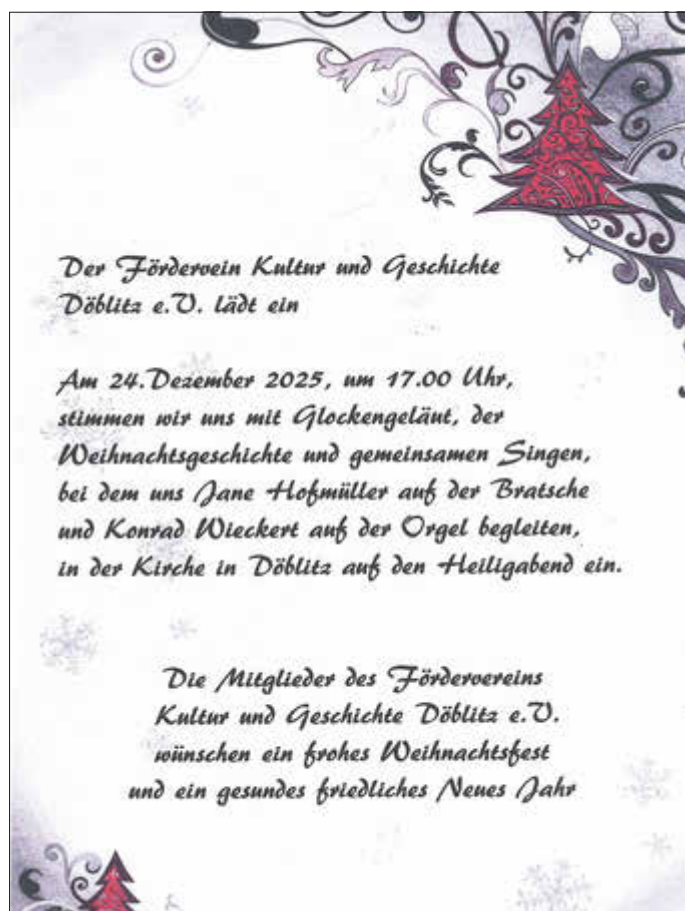 Der Fördervein Kultur und Geschichte
Döblitz e.V. lädt ein
Am 24.Dezember 2025, um 17.00 Uhr,
stimmen wir uns mit Glockengeläut, der
Weihnachtsgeschichte und gemeinsamen Singen,
bei dem uns Jane Hofmüller auf der Bratsche
und Konrad Wieckert auf der Orgel begleiten,
in der Kirche in Döblitz auf den Heiligabend ein.
Die Mitglieder des Fördervereins
Kultur und Geschichte Döblitz e.V.
wünschen ein frohes Weihnachtsfest
und ein gesundes friedliches Neues Jahr